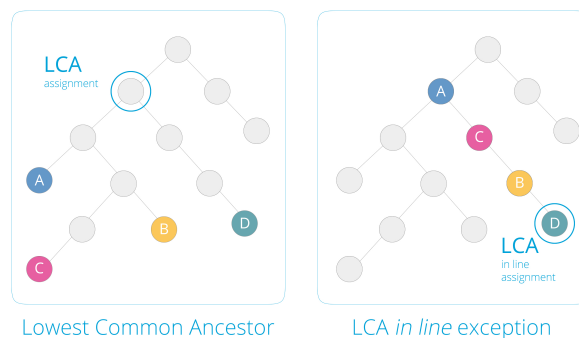 LCA
assignment
A
B
D
C
Lowest Common Ancestor
A
C
B
D
LCA
in line
assignment
LCA in line exception